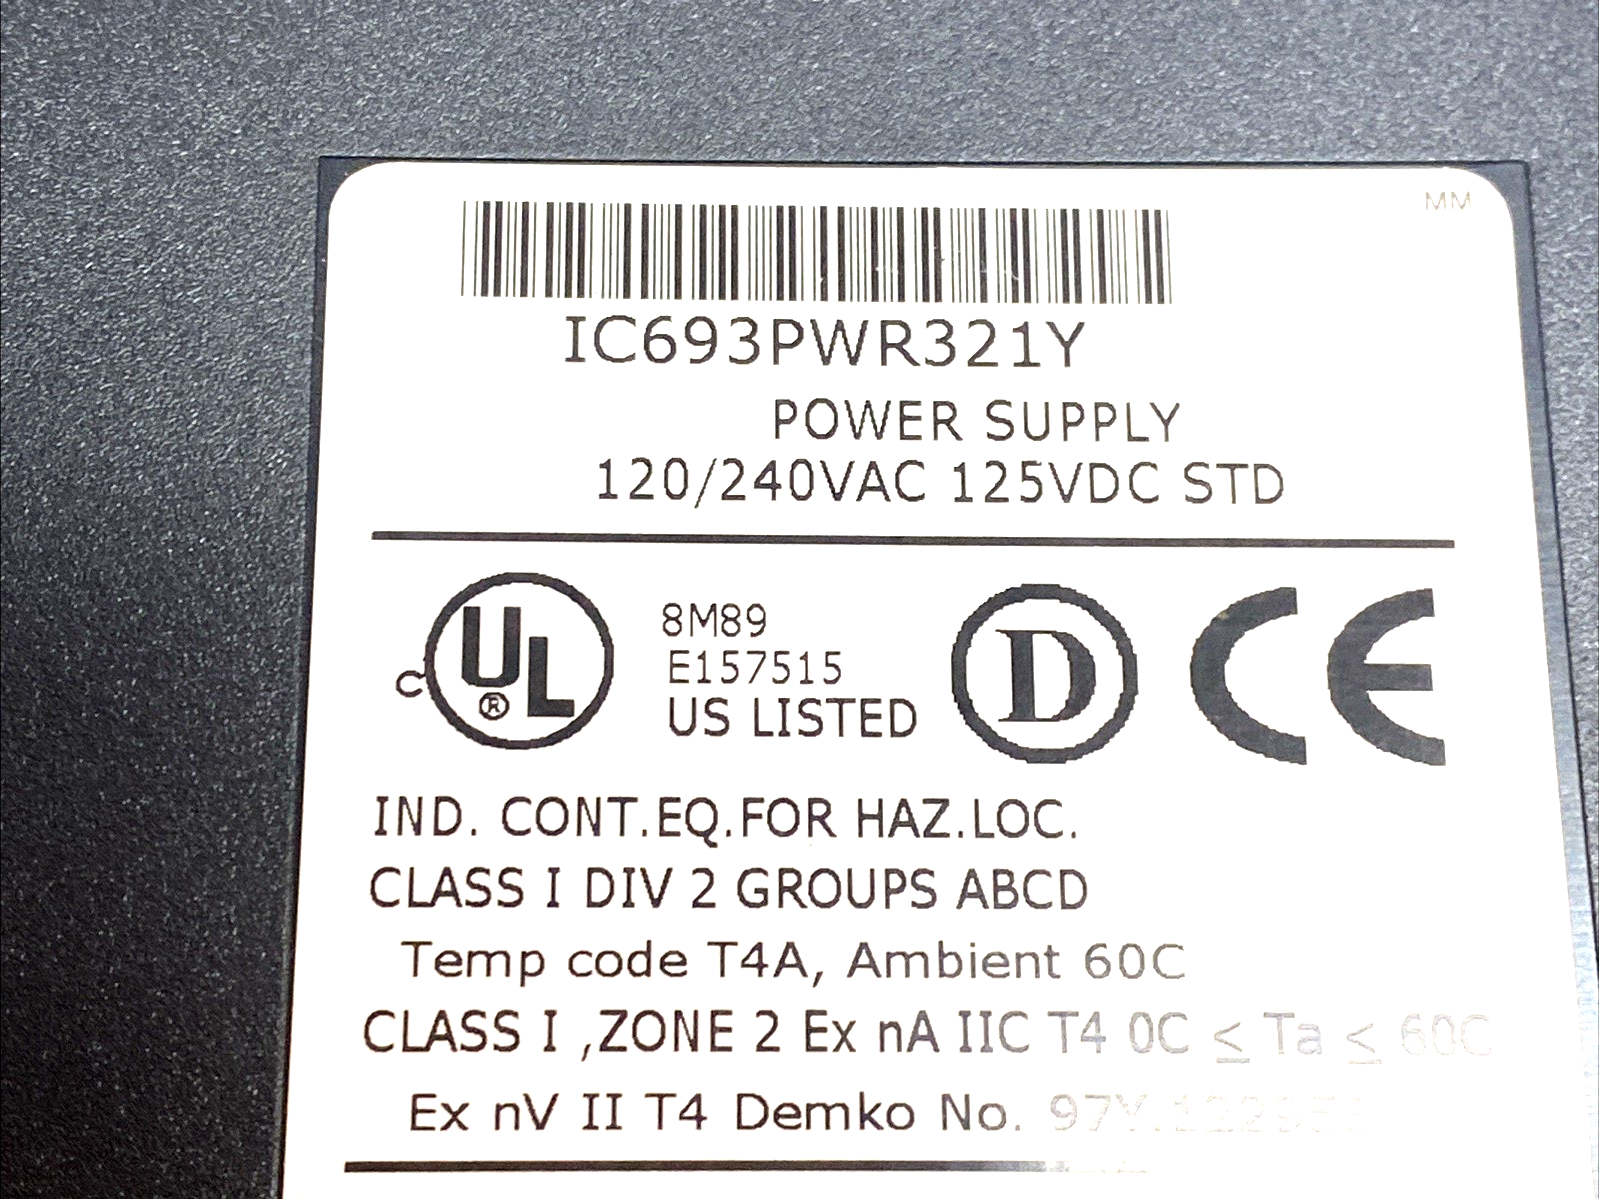 MM
IC693PWR321Y
POWER SUPPLY
120/240VAC 125VDC STD
C UL ® 8M89
E157515
US LISTED
D CE
IND. CONT.EQ.FOR HAZ.LOC.
CLASS I DIV 2 GROUPS ABCD
Temp code T4A, Ambient 60C
CLASS I ,ZONE 2 Ex nA IIC T4 0C ≤ Ta ≤ 60C
Ex nV II T4 Demko No.